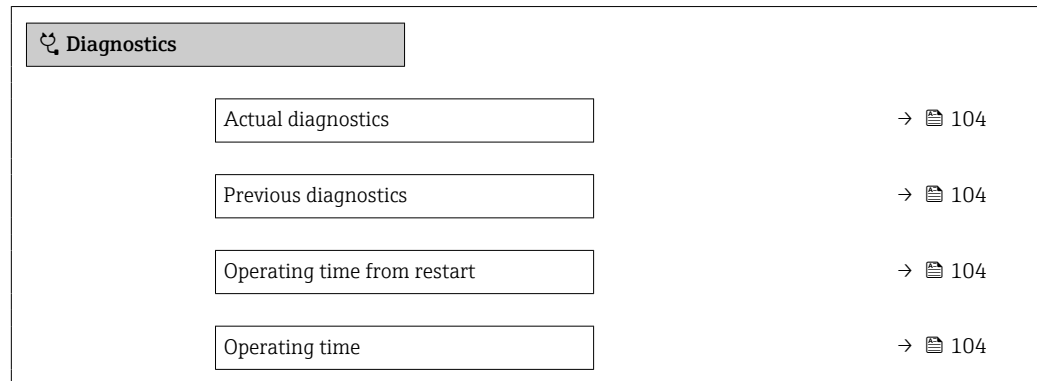 Diagnostics
Actual diagnostics → 104
Previous diagnostics → 104
Operating time from restart → 104
Operating time → 104